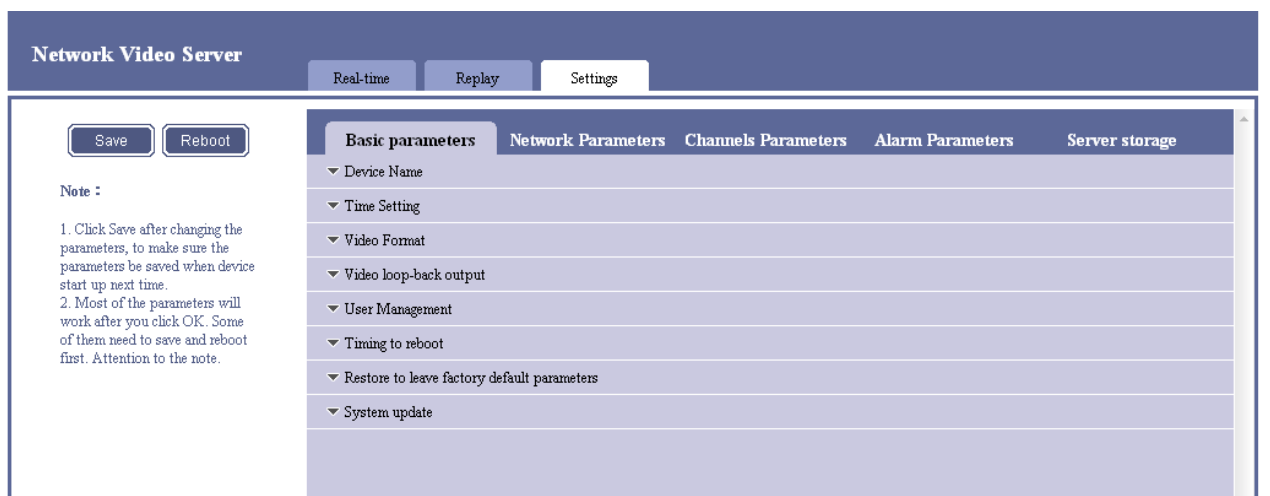 Network Video Server
Real-time Replay Settings
Save Reboot
Note：
1. Click Save after changing the
parameters, to make sure the
parameters be saved when device
start up next time.
2. Most of the parameters will
work after you click OK. Some
of them need to save and reboot
first. Attention to the note.
Basic parameters Network Parameters Channels Parameters Alarm Parameters Server storage
Device Name
Time Setting
Video Format
Video loop-back output
User Management
Timing to reboot
Restore to leave factory default parameters
System update